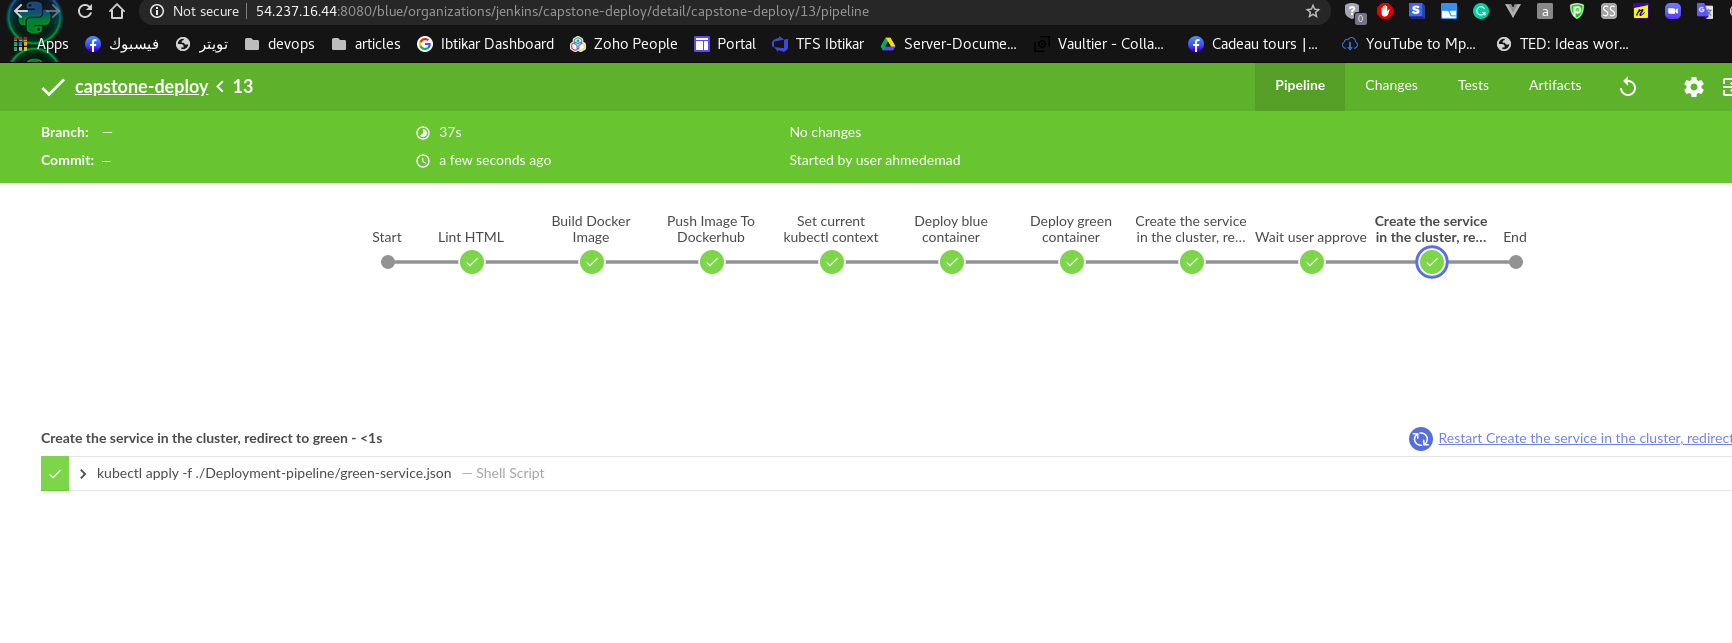 Not secure 54.237.16.44:8080/blue/organizations/jenkins/capstone-deploy/detail/capstone-deploy/13/pipeline
Apps فيسبوك تويتر devops articles Ibtikar Dashboard Zoho People Portal TFS Ibtikar Server-Docume... Vaultier - Colla... Cadeau tours |... YouTube to Mp... TED: Ideas wor...
capstone-deploy < 13 Pipeline Changes Tests Artifacts
Branch: — 37s No changes
Commit: — a few seconds ago Started by user ahmedemad
Start
Lint HTML
Build Docker
Image
Push Image To
Dockerhub
Set current
kubectl context
Deploy blue
container
Deploy green
container
Create the service
in the cluster, re...
Wait user approve
Create the service
in the cluster, re...
End
Create the service in the cluster, redirect to green - <1s Restart Create the service in the cluster, redirect
kubectl apply -f ./Deployment-pipeline/green-service.json — Shell Script